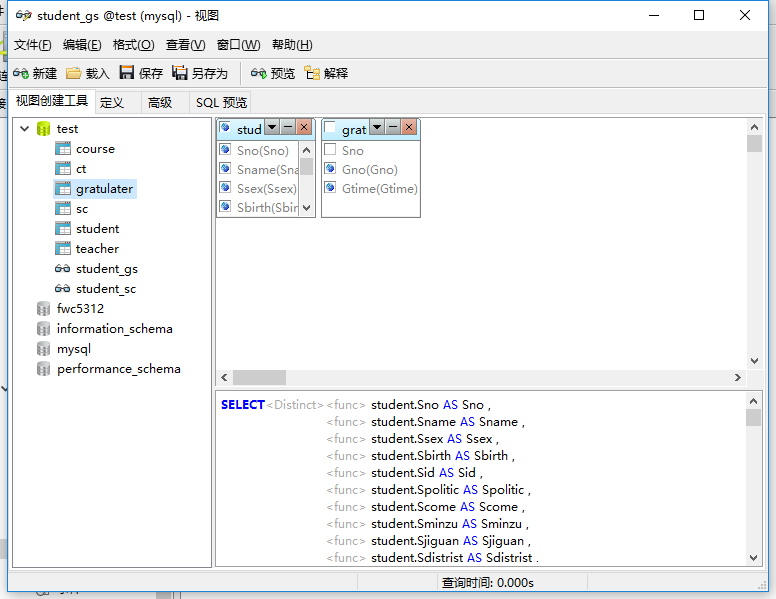 student_gs @test (mysql) - 视图
文件(F) 编辑(E) 格式(O) 查看(V) 窗口(W) 帮助(H)
新建 载入 保存 另存为 预览 解释
视图创建工具 定义 高级 SQL 预览
test
course
ct
gratulater
sc
student
teacher
student_gs
student_sc
fwc5312
information_schema
mysql
performance_schema
stud
Sno(Sno)
Sname(Sna
Ssex(Ssex)
Sbirth(Sbir
grat
Sno
Gno(Gno)
Gtime(Gtime)
SELECT <Distinct> <func> student.Sno AS Sno ,
<func> student.Sname AS Sname ,
<func> student.Ssex AS Ssex ,
<func> student.Sbirth AS Sbirth ,
<func> student.Sid AS Sid ,
<func> student.Spolitic AS Spolitic ,
<func> student.Scome AS Scome ,
<func> student.Sminzu AS Sminzu ,
<func> student.Sjiguan AS Sjiguan ,
<func> student.Sdistrist AS Sdistrist .
查询时间: 0.000s